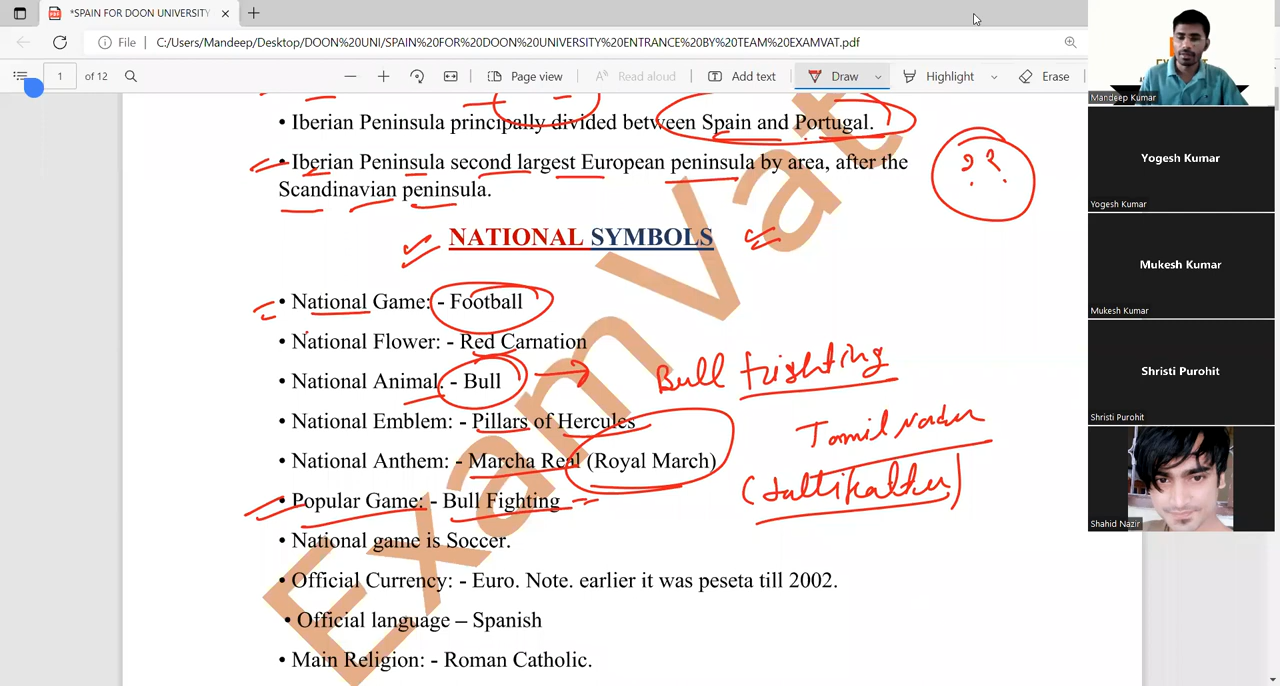 *SPAIN FOR DOON UNIVERSITY
File C:/Users/Mandeep/Desktop/DOON%20UNI/SPAIN%20FOR%20DOON%20UNIVERSITY%20ENTRANCE%20BY%20TEAM%20EXAMVAT.pdf
1 of 12 Page view Read aloud Add text Draw Highlight Erase
• Iberian Peninsula principally divided between Spain and Portugal.
• Iberian Peninsula second largest European peninsula by area, after the
Scandinavian peninsula.
??
NATIONAL SYMBOLS
• National Game: - Football
• National Flower: - Red Carnation
• National Animal. - Bull
Bull frighting
• National Emblem: - Pillars of Hercules
Tamil Nadu
• National Anthem: - Marcha Real (Royal March)
(Jallikattu)
• Popular Game: - Bull Fighting
• National game is Soccer.
• Official Currency: - Euro. Note. earlier it was peseta till 2002.
• Official language – Spanish
• Main Religion: - Roman Catholic.
ExamVat
Mandeep Kumar
Yogesh Kumar
Yogesh Kumar
Mukesh Kumar
Mukesh Kumar
Shristi Purohit
Shristi Purohit
Shahid Nazir